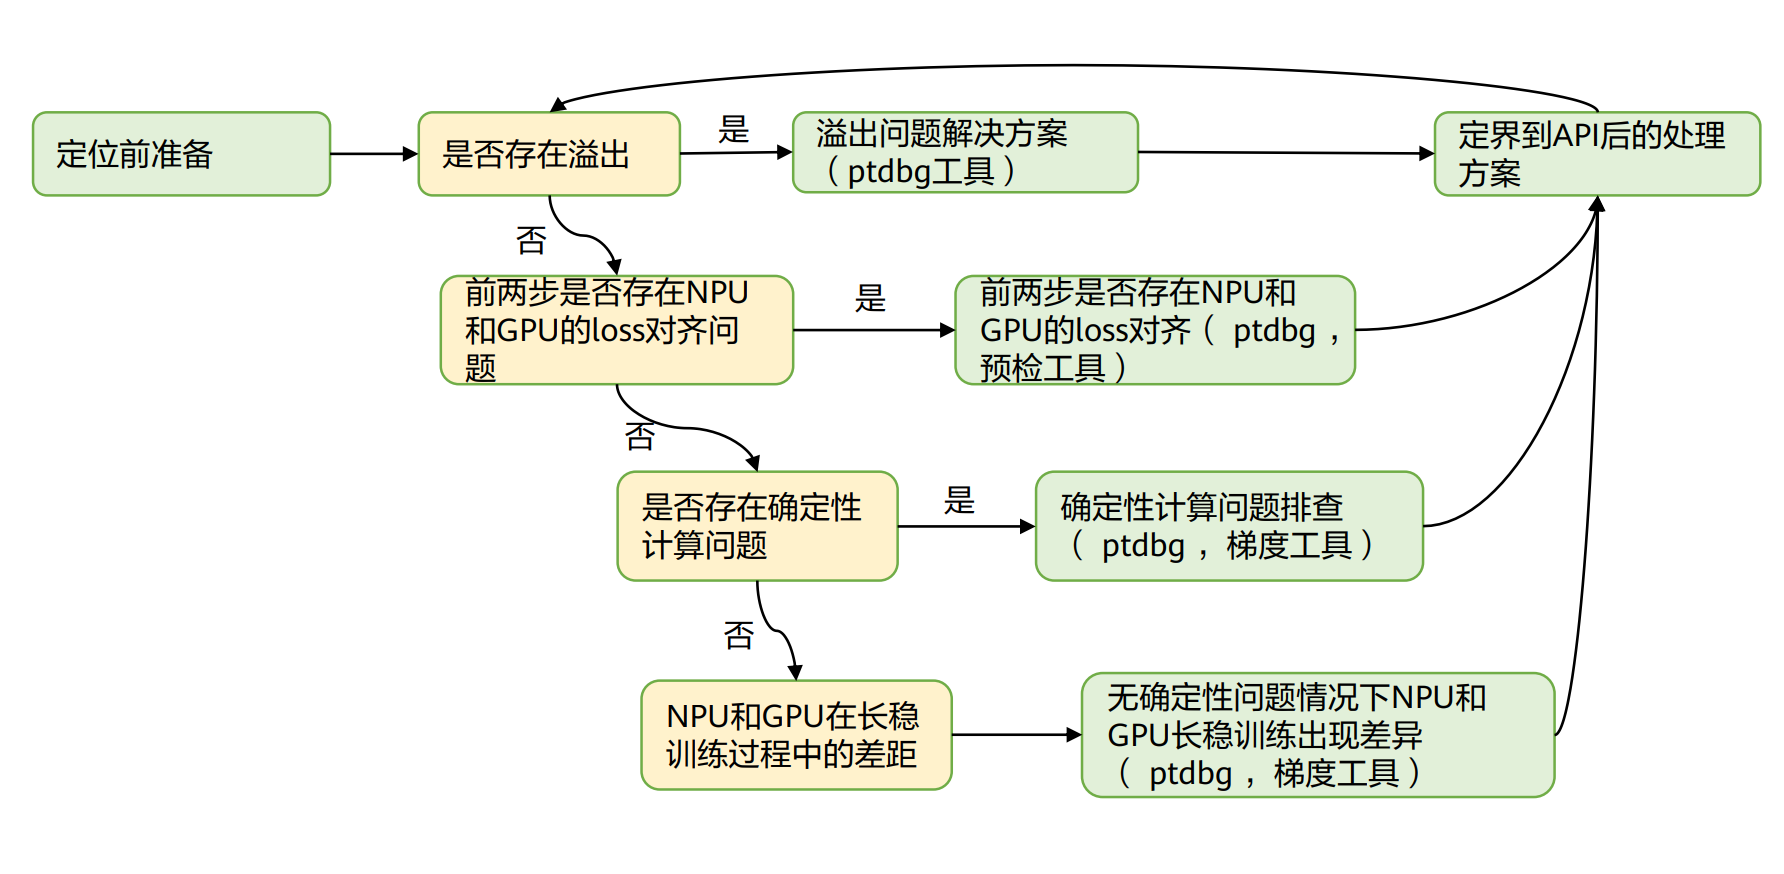 定位前准备
是否存在溢出
是
溢出问题解决方案
（ptdbg工具）
定界到API后的处理
方案
否
前两步是否存在NPU
和GPU的loss对齐问
题
是
前两步是否存在NPU和
GPU的loss对齐（ ptdbg，
预检工具）
否
是否存在确定性
计算问题
是
确定性计算问题排查
（ ptdbg，梯度工具）
否
NPU和GPU在长稳
训练过程中的差距
无确定性问题情况下NPU和
GPU长稳训练出现差异
（ ptdbg，梯度工具）